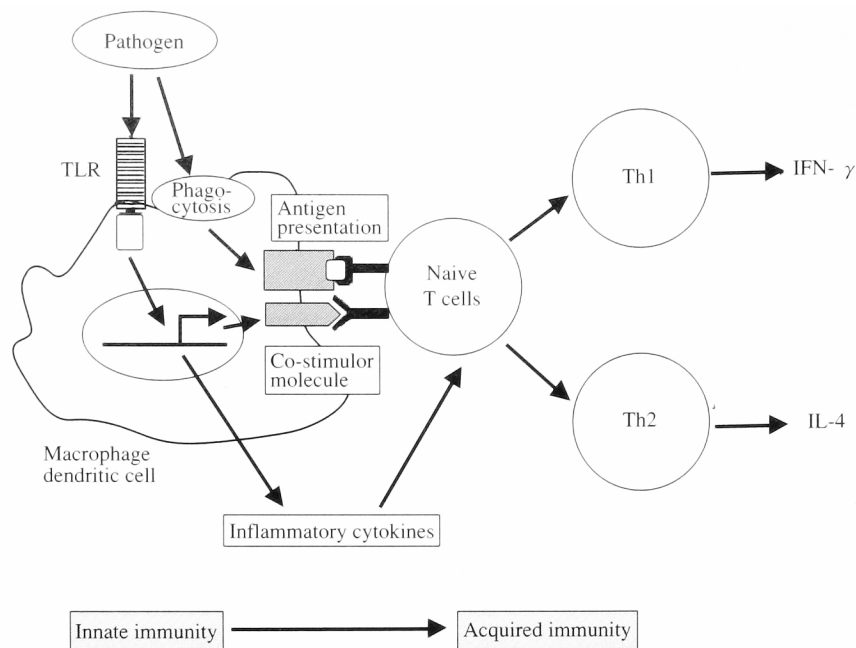 Pathogen
TLR
Phago-
cytosis
Antigen
presentation
Naive
T cells
Th1
IFN- γ
Co-stimulor
molecule
Th2
IL-4
Macrophage
dendritic cell
Inflammatory cytokines
Innate immunity
Acquired immunity